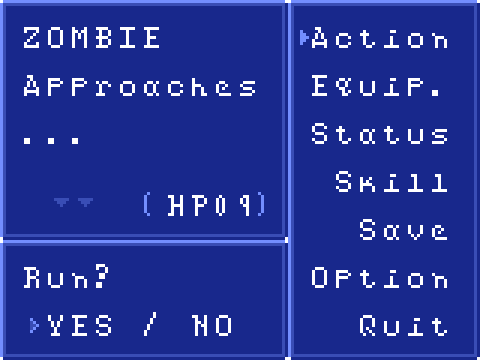 ZOMBIE
Approaches
...
(HP09)
Run?
YES / NO
Action
Equip.
Status
Skill
Save
Option
Quit